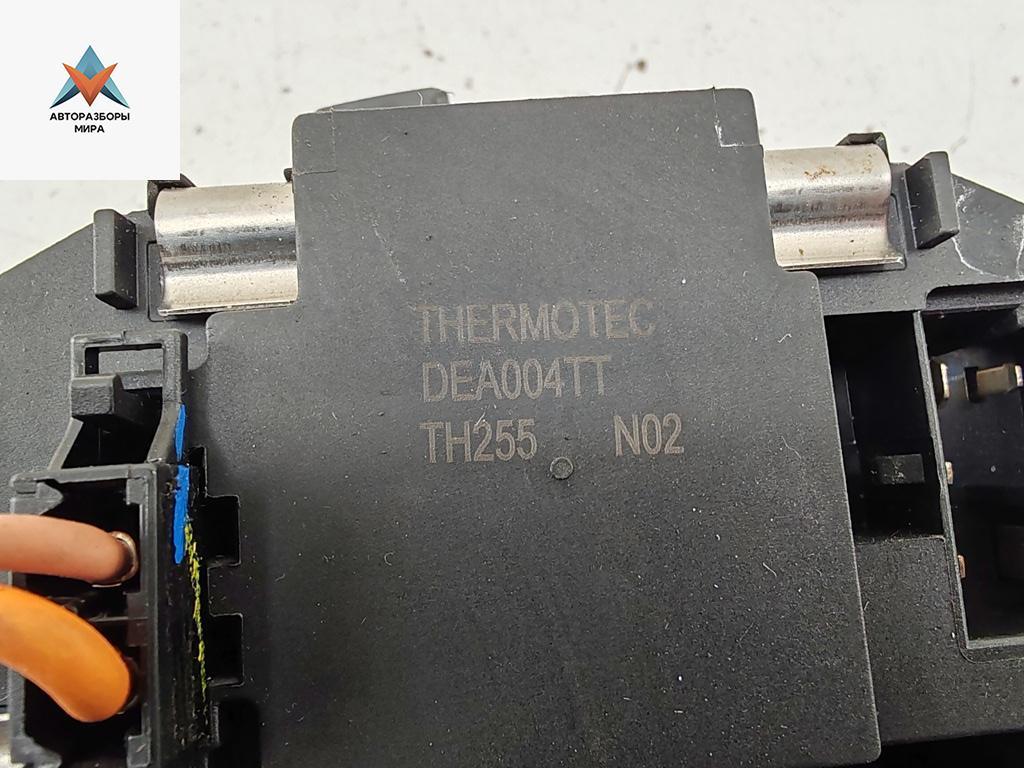 АВТОРАЗБОРЫ
МИРА
THERMOTEC
DEA004TT
TH255 N02